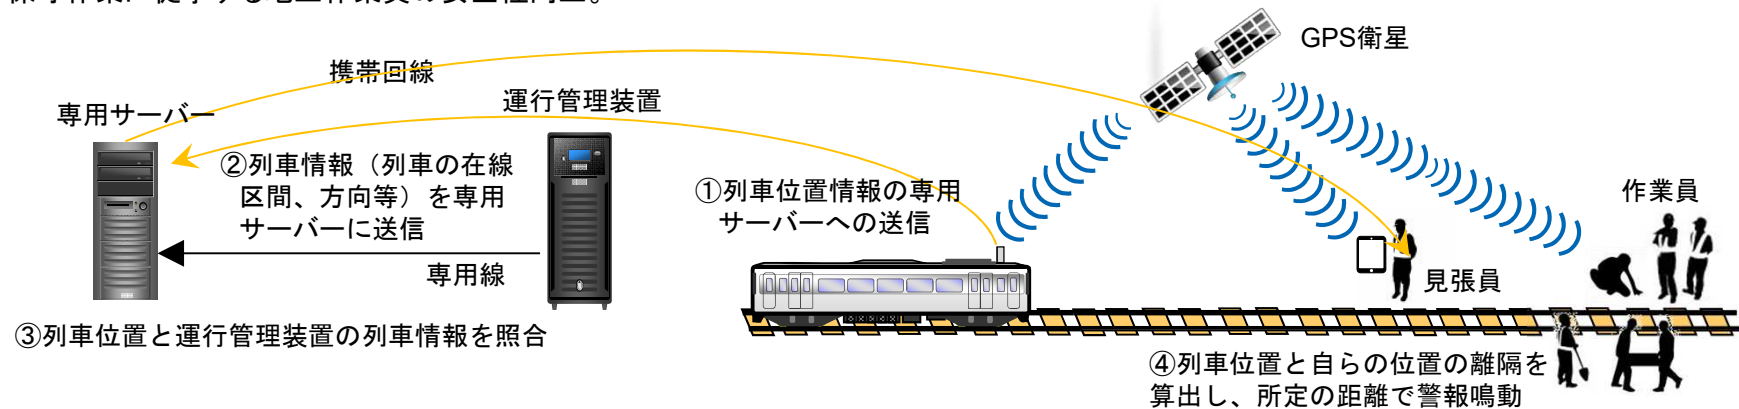 GPS衛星
携帯回線
運行管理装置
専用サーバー
②列車情報（列車の在線
区間、方向等）を専用
サーバーに送信
①列車位置情報の専用
サーバーへの送信
作業員
専用線
見張員
③列車位置と運行管理装置の列車情報を照合
④列車位置と自らの位置の離隔を
算出し、所定の距離で警報鳴動